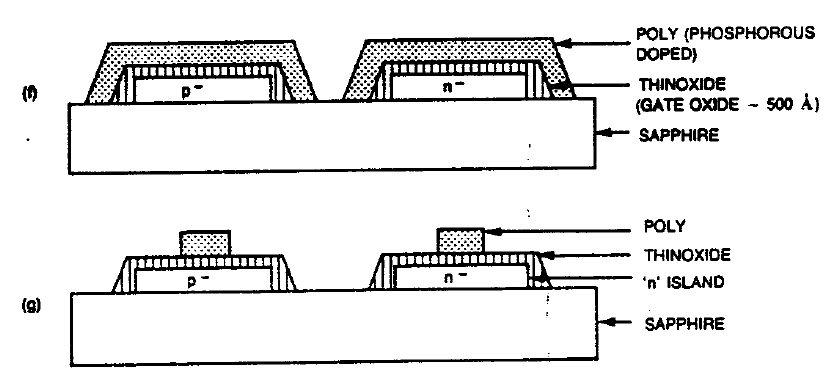 POLY (PHOSPHOROUS
DOPED)
(f)
p⁻
n⁻
THINOXIDE
(GATE OXIDE ~ 500 Å)
SAPPHIRE
POLY
THINOXIDE
p⁻
n⁻
'n' ISLAND
(g)
SAPPHIRE